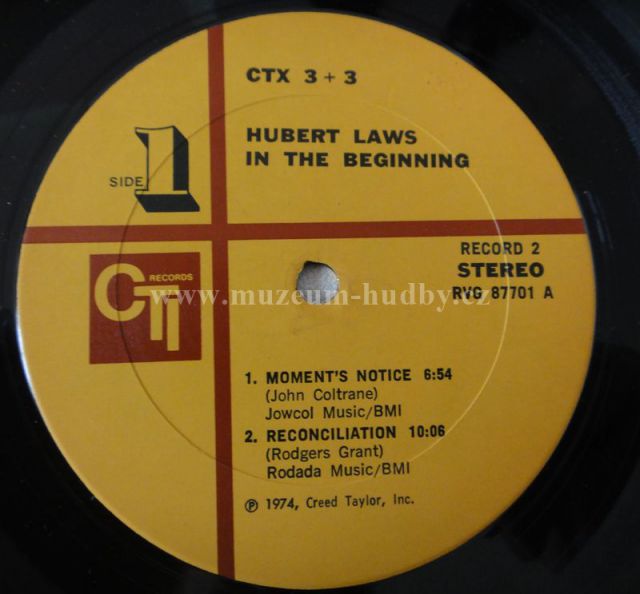 CTX 3 + 3
HUBERT LAWS
IN THE BEGINNING
SIDE 1
RECORD 2
STEREO
RVG 87701 A
CTI RECORDS
www.muzeum-hudby.cz
1. MOMENT'S NOTICE 6:54
(John Coltrane)
Jowcol Music/BMI
2. RECONCILIATION 10:06
(Rodgers Grant)
Rodada Music/BMI
℗ 1974, Creed Taylor, Inc.